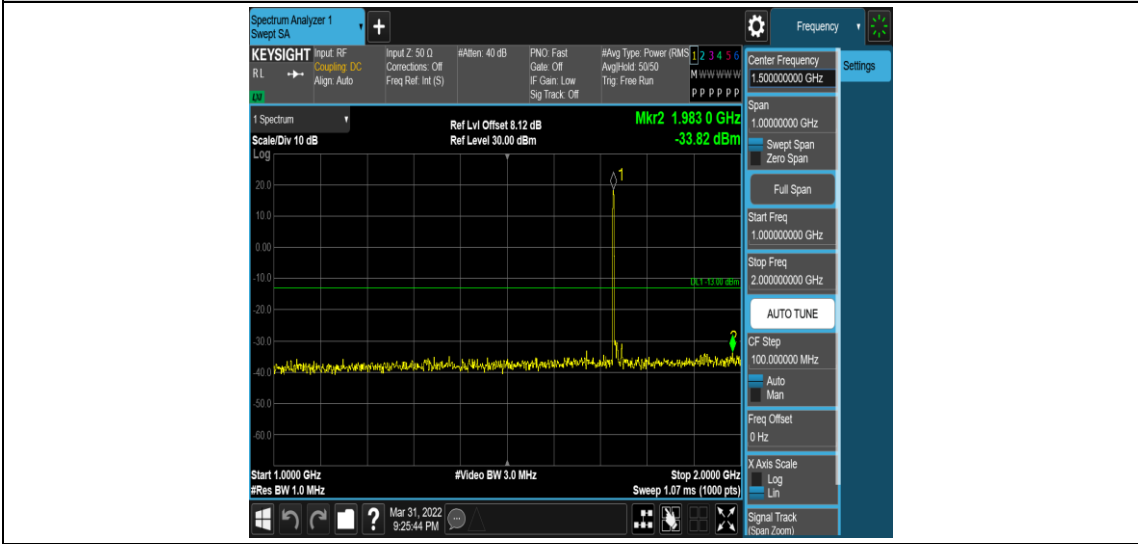 Spectrum Analyzer 1
Swept SA
+
Frequency
KEYSIGHT
RL
LXI
Input: RF
Coupling: DC
Align: Auto
Input Z: 50 Ω
Corrections: Off
Freq Ref: Int (S)
#Atten: 40 dB
PNO: Fast
Gate: Off
IF Gain: Low
Sig Track: Off
#Avg Type: Power (RMS
Avg|Hold: 50/50
Trig: Free Run
1 2 3 4 5 6
M W W W W W
P P P P P P
1 Spectrum
Scale/Div 10 dB
Log
Ref Lvl Offset 8.12 dB
Ref Level 30.00 dBm
Mkr2 1.983 0 GHz
-33.82 dBm
1
20.0
10.0
0.00
-10.0
DL1 -13.00 dBm
-20.0
-30.0
2
-40.0
-50.0
-60.0
Start 1.0000 GHz
#Res BW 1.0 MHz
#Video BW 3.0 MHz
Stop 2.0000 GHz
Sweep 1.07 ms (1000 pts)
?
Mar 31, 2022
9:25:44 PM
Center Frequency
1.500000000 GHz
Settings
Span
1.00000000 GHz
Swept Span
Zero Span
Full Span
Start Freq
1.000000000 GHz
Stop Freq
2.000000000 GHz
AUTO TUNE
CF Step
100.000000 MHz
Auto
Man
Freq Offset
0 Hz
X Axis Scale
Log
Lin
Signal Track
(Span Zoom)